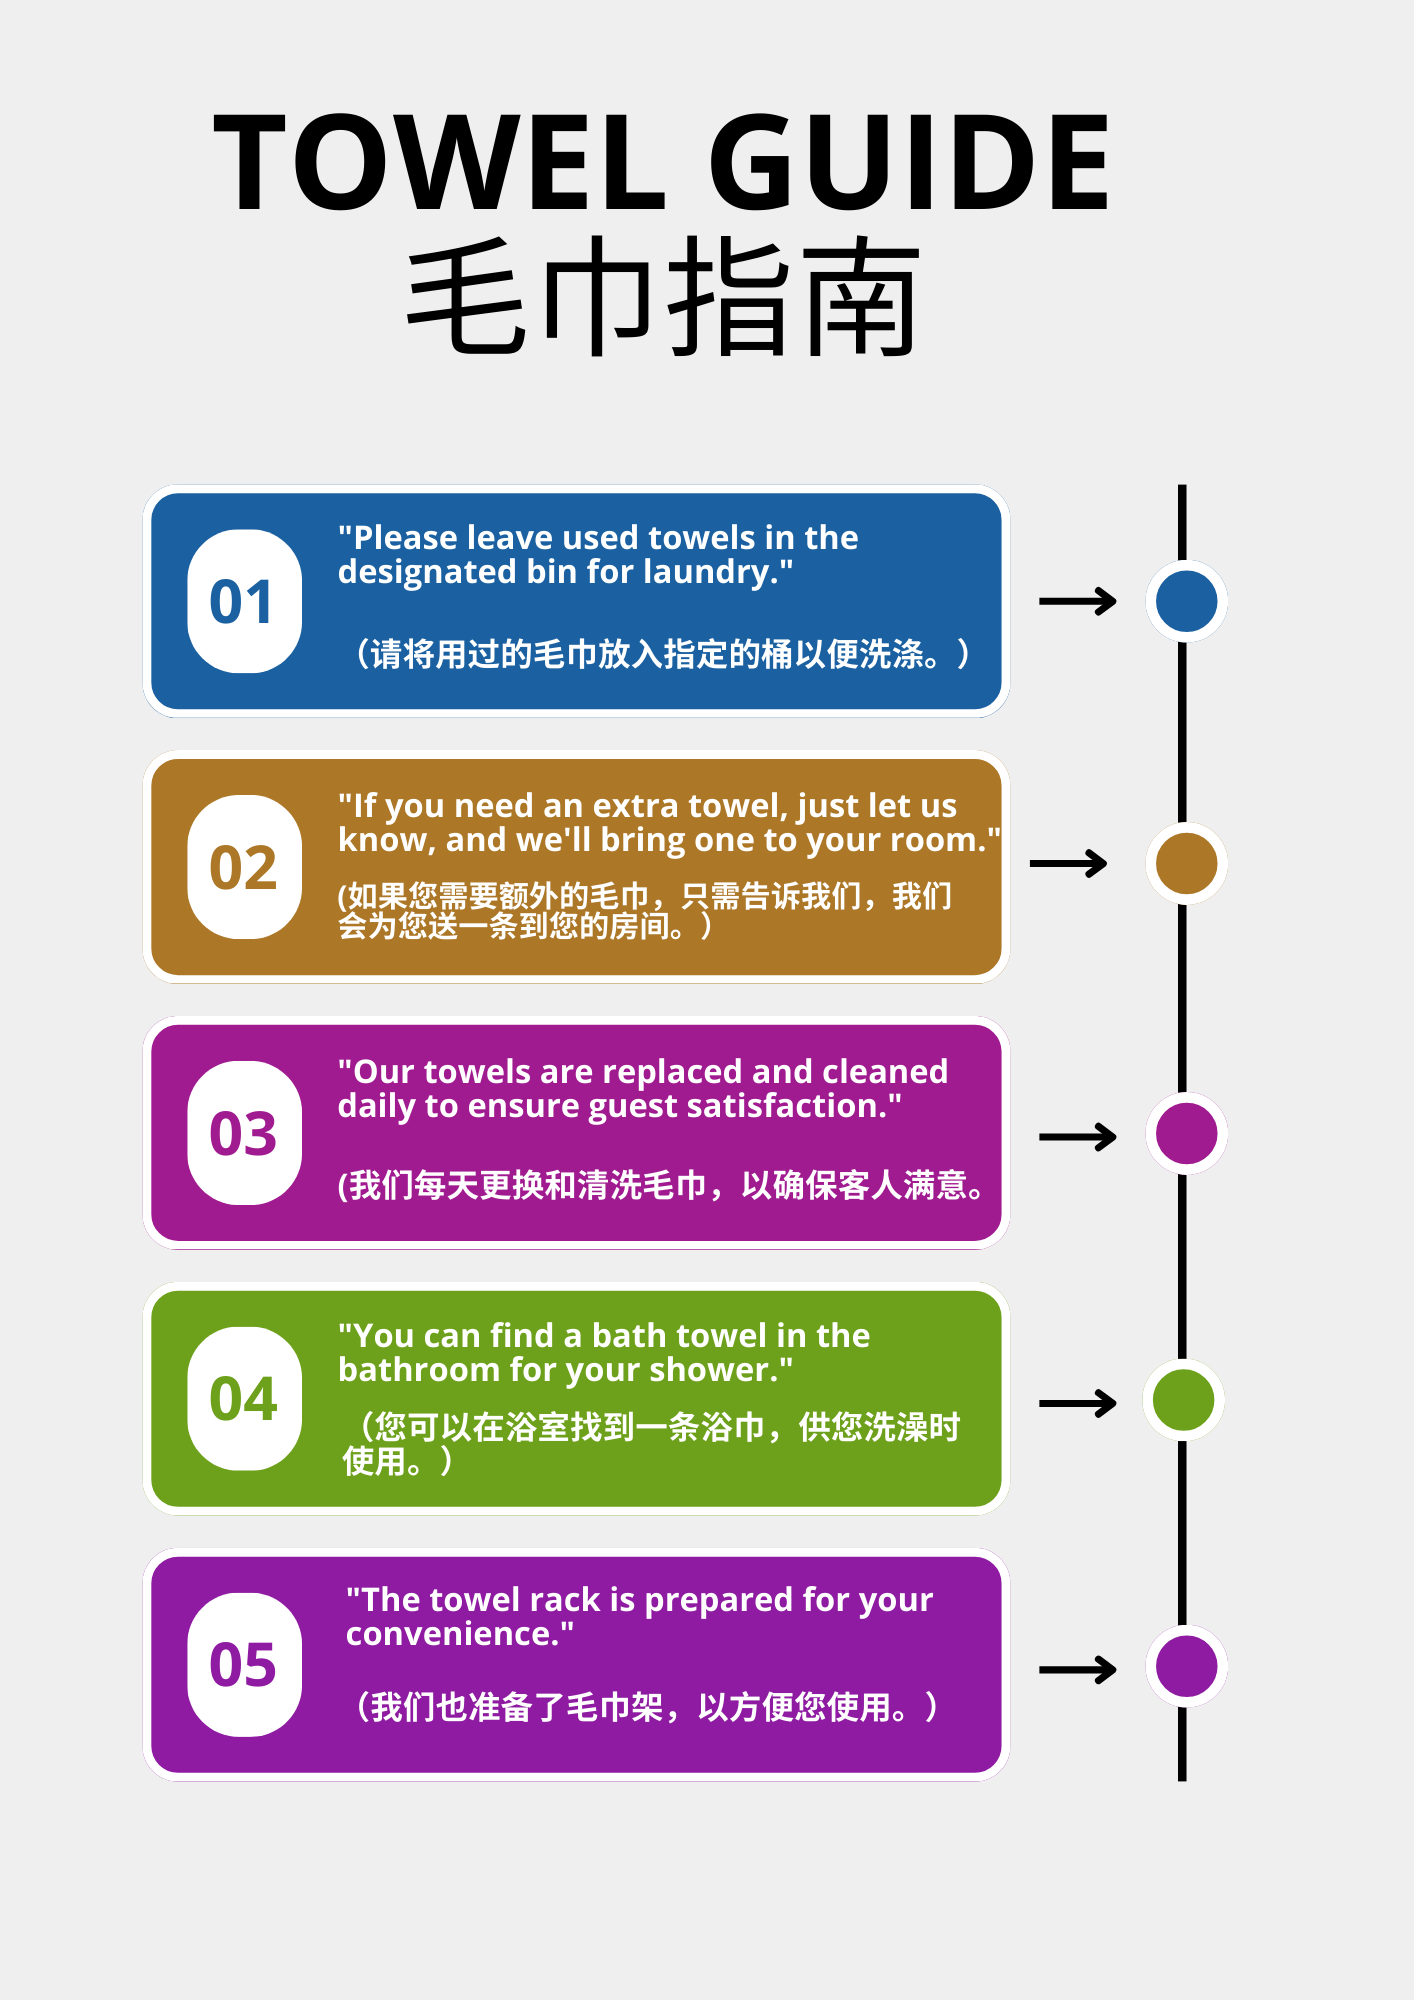 TOWEL GUIDE
毛巾指南
01
"Please leave used towels in the
designated bin for laundry."
（请将用过的毛巾放入指定的桶以便洗涤。）
02
"If you need an extra towel, just let us
know, and we'll bring one to your room."
(如果您需要额外的毛巾，只需告诉我们，我们
会为您送一条到您的房间。）
03
"Our towels are replaced and cleaned
daily to ensure guest satisfaction."
(我们每天更换和清洗毛巾，以确保客人满意。
04
"You can find a bath towel in the
bathroom for your shower."
（您可以在浴室找到一条浴巾，供您洗澡时
使用。）
05
"The towel rack is prepared for your
convenience."
（我们也准备了毛巾架，以方便您使用。）